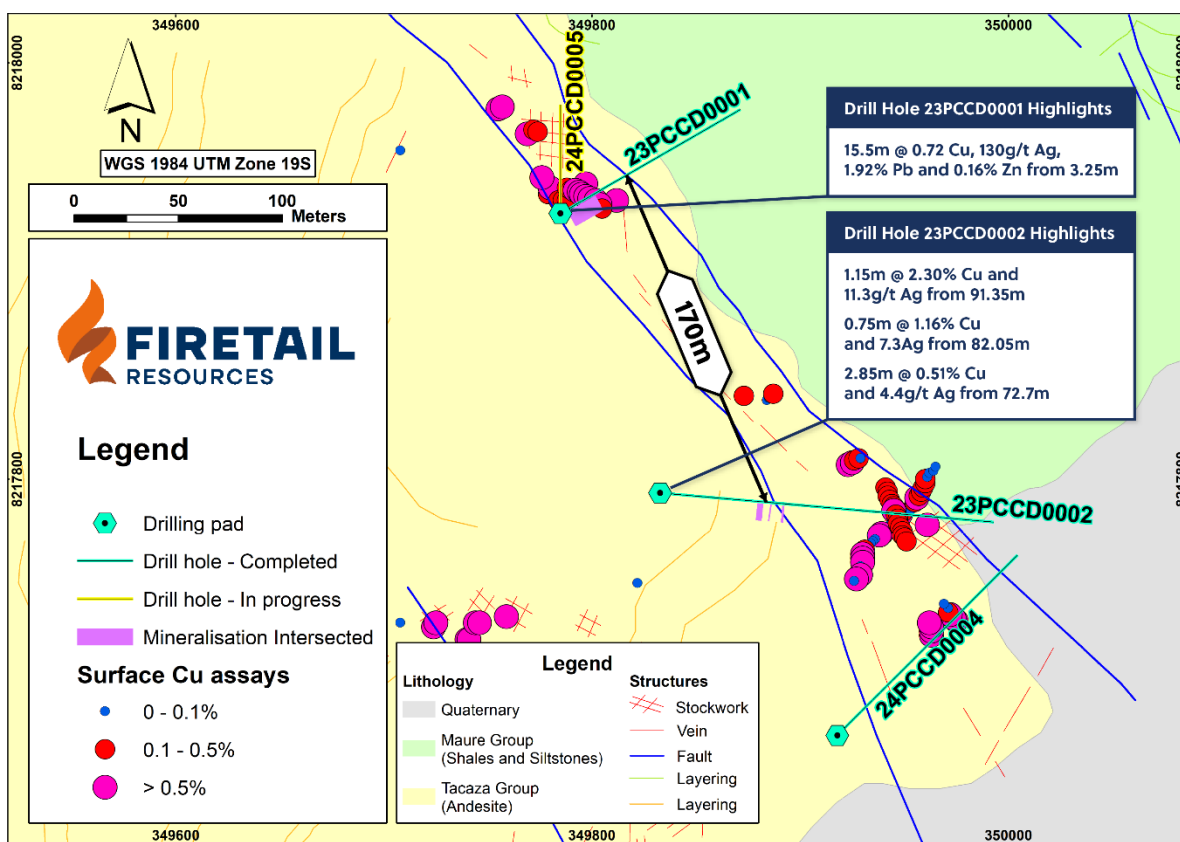 349600
349800
350000
8218000
8218000
N
WGS 1984 UTM Zone 19S
0
50
100
Meters
24PCCD0005
23PCCD0001
Drill Hole 23PCCD0001 Highlights
15.5m @ 0.72 Cu, 130g/t Ag,
1.92% Pb and 0.16% Zn from 3.25m
Drill Hole 23PCCD0002 Highlights
1.15m @ 2.30% Cu and
11.3g/t Ag from 91.35m
0.75m @ 1.16% Cu
and 7.3Ag from 82.05m
2.85m @ 0.51% Cu
and 4.4g/t Ag from 72.7m
170m
FIRETAIL
RESOURCES
8217800
8217800
23PCCD0002
24PCCD0004
Legend
Drilling pad
Drill hole - Completed
Drill hole - In progress
Mineralisation Intersected
Surface Cu assays
0 - 0.1%
0.1 - 0.5%
> 0.5%
Legend
Lithology
Quaternary
Maure Group
(Shales and Siltstones)
Tacaza Group
(Andesite)
Structures
Stockwork
Vein
Fault
Layering
Layering
349600
349800
350000